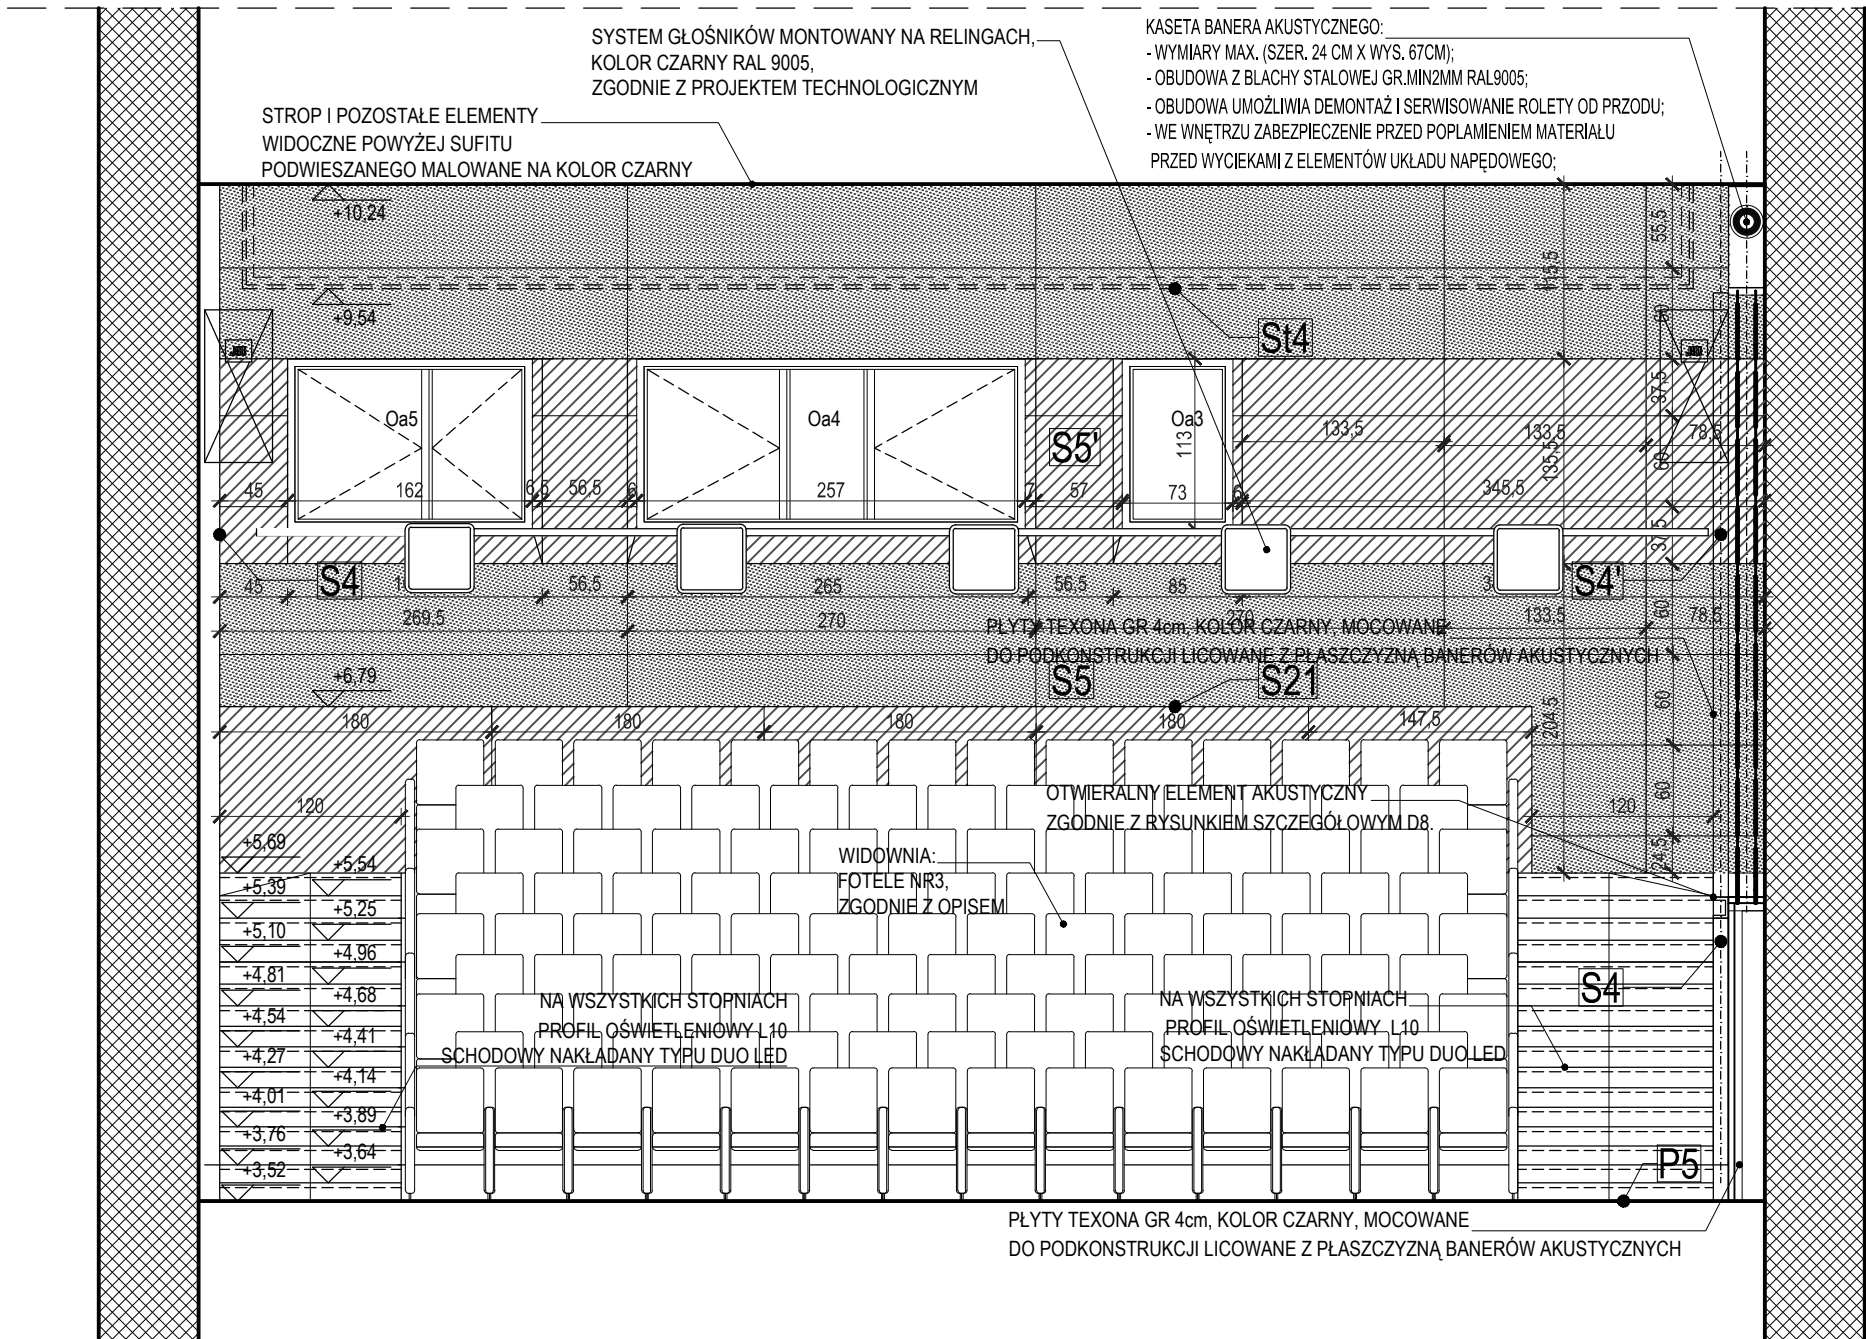 SYSTEM GŁOŚNIKÓW MONTOWANY NA RELINGACH,
KOLOR CZARNY RAL 9005,
ZGODNIE Z PROJEKTEM TECHNOLOGICZNYM
KASETA BANERA AKUSTYCZNEGO:
- WYMIARY MAX. (SZER. 24 CM X WYS. 67CM);
- OBUDOWA Z BLACHY STALOWEJ GR.MIN2MM RAL9005;
- OBUDOWA UMOŻLIWIA DEMONTAŻ I SERWISOWANIE ROLETY OD PRZODU;
- WE WNĘTRZU ZABEZPIECZENIE PRZED POPLAMIENIEM MATERIAŁU
PRZED WYCIEKAMI Z ELEMENTÓW UKŁADU NAPĘDOWEGO;
STROP I POZOSTAŁE ELEMENTY
WIDOCZNE POWYŻEJ SUFITU
PODWIESZANEGO MALOWANE NA KOLOR CZARNY
+10,24
55,5
115,5
+9,54
60
St4
37,5
Oa5
Oa4
Oa3
113
S5'
133,5
133,5
78,5
135,5
60
45
162
6,5
56,5
6
257
7
57
73
6
345,5
37,5
S4
S4'
45
56,5
265
56,5
85
269,5
270
270
133,5
78,5
60
PŁYTY TEXONA GR 4cm, KOLOR CZARNY, MOCOWANE
DO PODKONSTRUKCJI LICOWANE Z PŁASZCZYZNĄ BANERÓW AKUSTYCZNYCH
+6,79
S5
S21
60
180
180
180
180
147,5
204,5
60
120
120
OTWIERALNY ELEMENT AKUSTYCZNY
ZGODNIE Z RYSUNKIEM SZCZEGÓŁOWYM D8.
24,5
WIDOWNIA:
FOTELE NR3,
ZGODNIE Z OPISEM
+5,69
+5,54
+5,39
+5,25
+5,10
+4,96
+4,81
+4,68
+4,54
+4,41
+4,27
+4,14
+4,01
+3,89
+3,76
+3,64
+3,52
NA WSZYSTKICH STOPNIACH
PROFIL OŚWIETLENIOWY L10
SCHODOWY NAKŁADANY TYPU DUO LED
NA WSZYSTKICH STOPNIACH
PROFIL OŚWIETLENIOWY L10
SCHODOWY NAKŁADANY TYPU DUO LED
S4
P5
PŁYTY TEXONA GR 4cm, KOLOR CZARNY, MOCOWANE
DO PODKONSTRUKCJI LICOWANE Z PŁASZCZYZNĄ BANERÓW AKUSTYCZNYCH